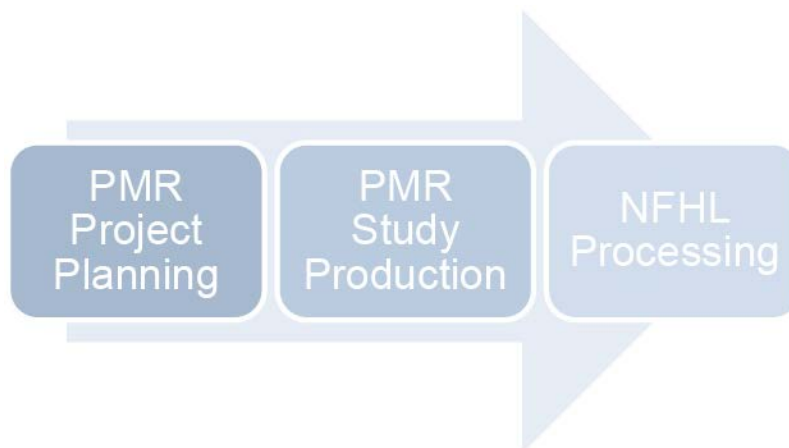 PMR
Project
Planning
PMR
Study
Production
NFHL
Processing